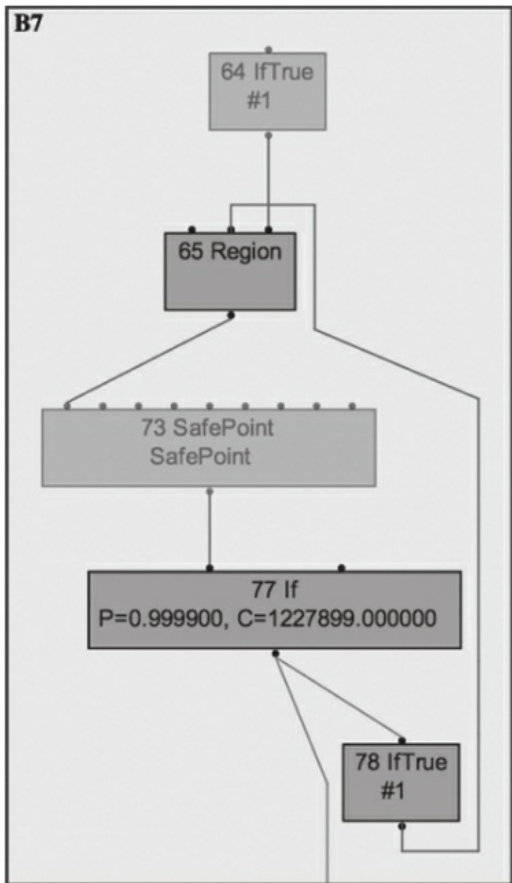 B7
64 IfTrue
#1
65 Region
73 SafePoint
SafePoint
77 If
P=0.999900, C=1227899.000000
78 IfTrue
#1